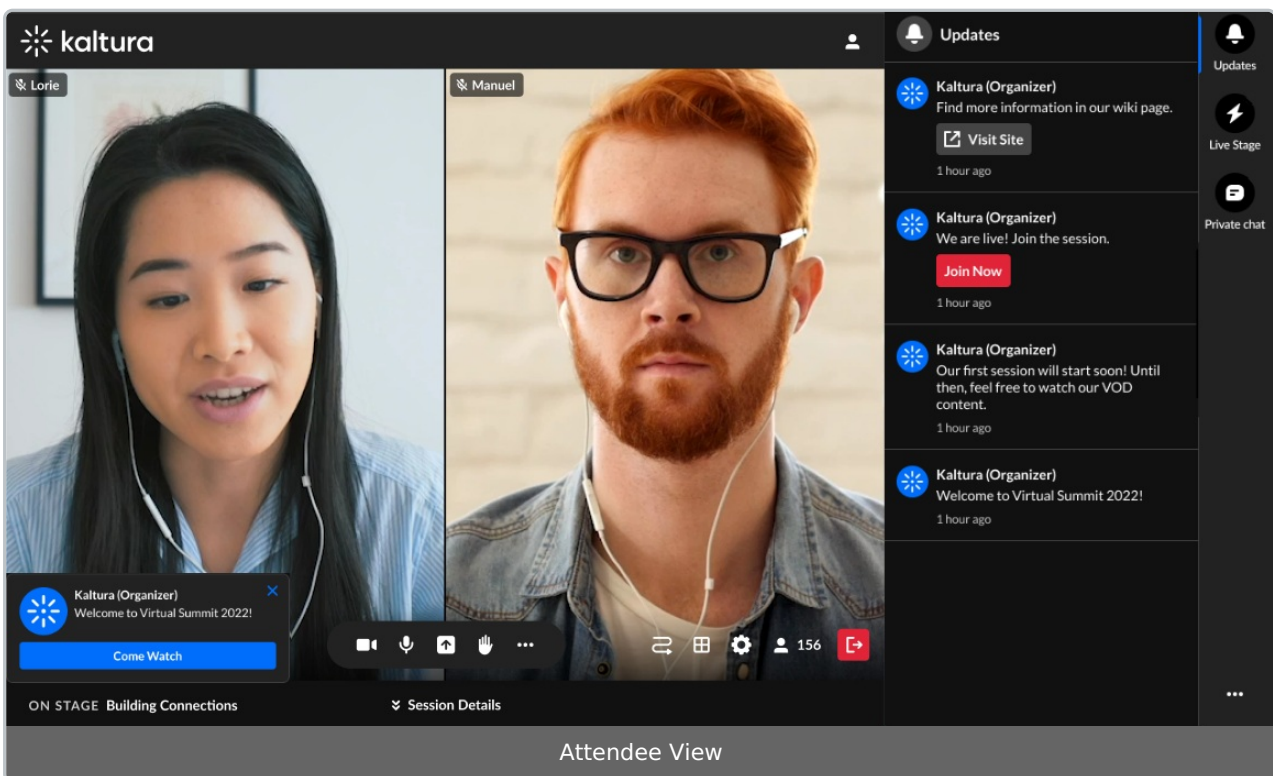 kaltura
Lorie
Manuel
Kaltura (Organizer)
Welcome to Virtual Summit 2022!
Come Watch
156
ON STAGE Building Connections
Session Details
Updates
Kaltura (Organizer)
Find more information in our wiki page.
Visit Site
1 hour ago
Kaltura (Organizer)
We are live! Join the session.
Join Now
1 hour ago
Kaltura (Organizer)
Our first session will start soon! Until
then, feel free to watch our VOD
content.
1 hour ago
Kaltura (Organizer)
Welcome to Virtual Summit 2022!
1 hour ago
Updates
Live Stage
Private chat
Attendee View